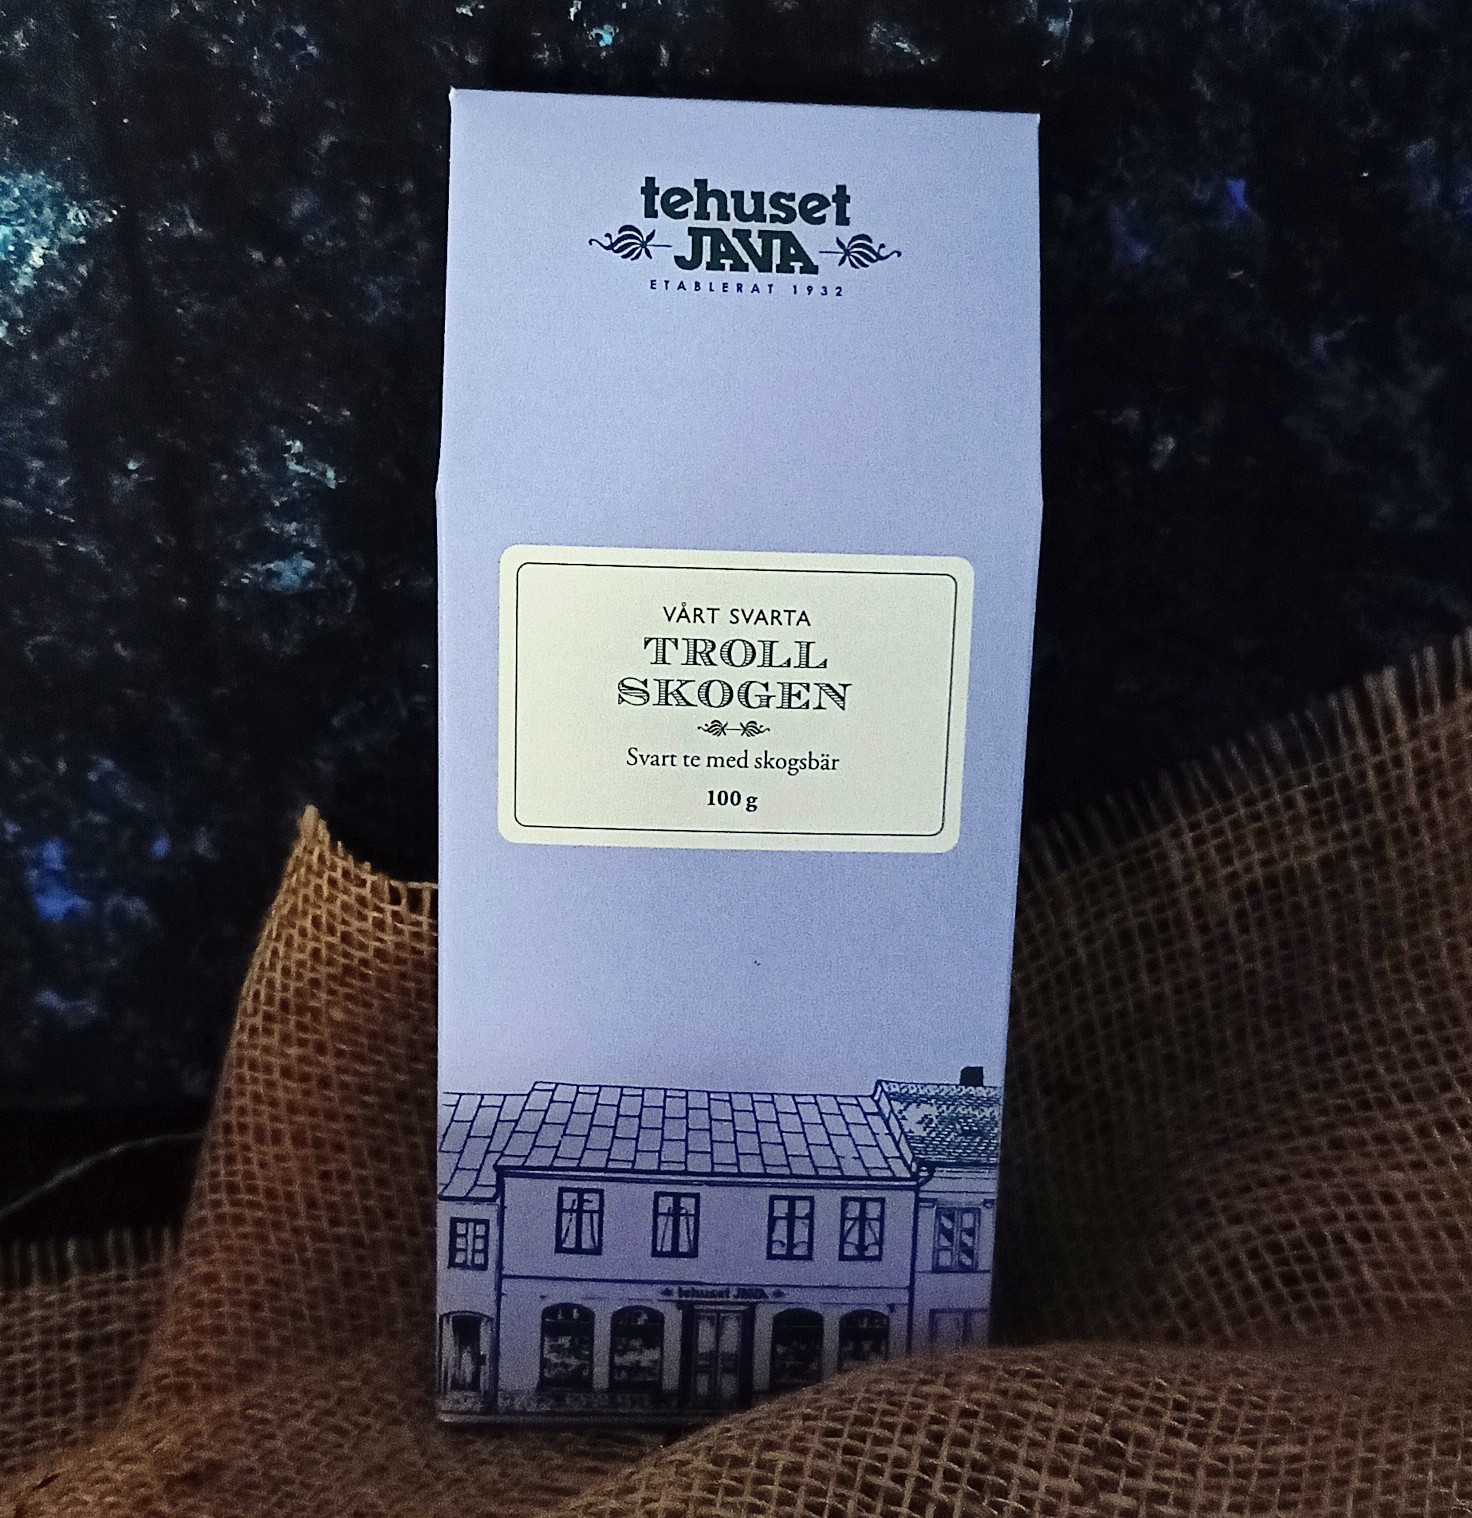 tehuset
JAVA
ETABLERAT 1932
VÅRT SVARTA
TROLL
SKOGEN
Svart te med skogsbär
100 g
tehuset JAVA